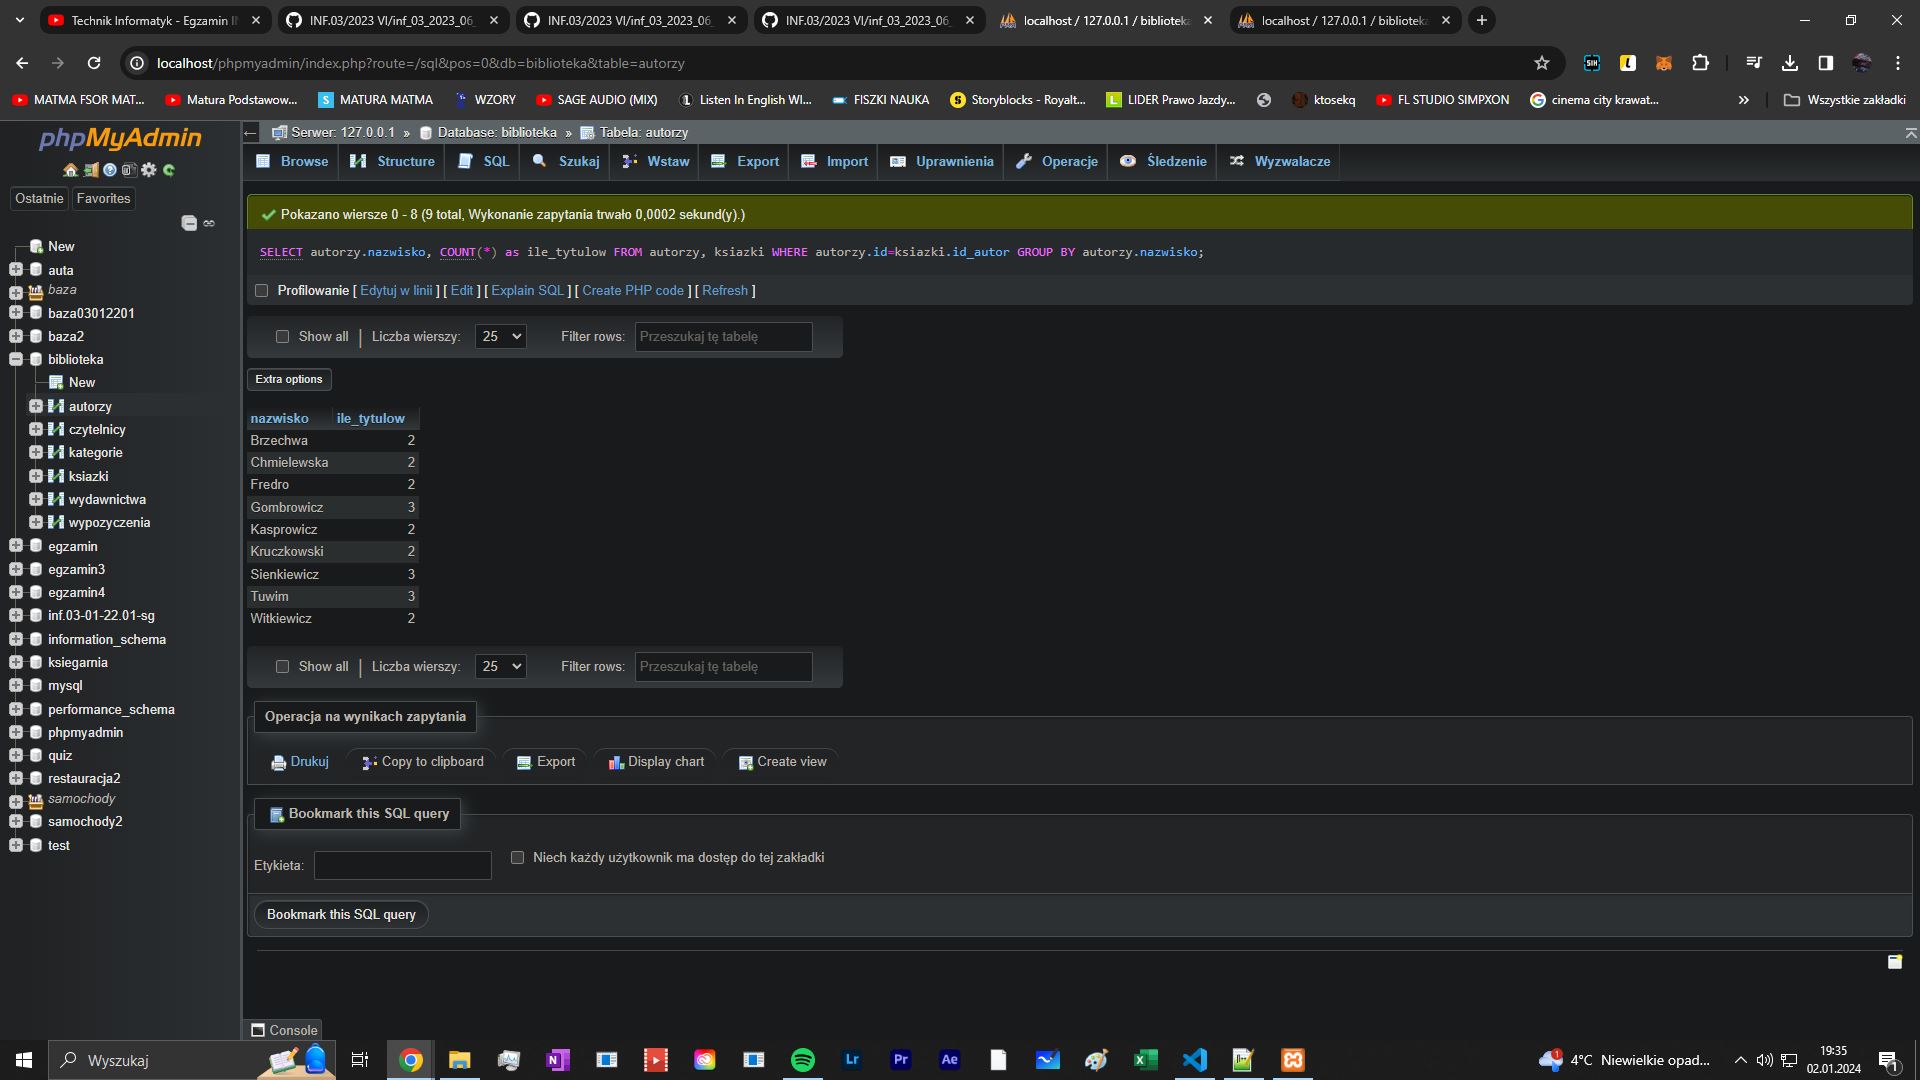 Technik Informatyk - Egzamin IN
INF.03/2023 VI/inf_03_2023_06_
INF.03/2023 VI/inf_03_2023_06_
INF.03/2023 VI/inf_03_2023_06_
localhost / 127.0.0.1 / biblioteka
localhost / 127.0.0.1 / biblioteka
localhost/phpmyadmin/index.php?route=/sql&pos=0&db=biblioteka&table=autorzy
MATMA FSOR MAT...
Matura Podstawow...
MATURA MATMA
WZORY
SAGE AUDIO (MIX)
Listen In English WI...
FISZKI NAUKA
Storyblocks - Royalt...
LIDER Prawo Jazdy...
ktosekq
FL STUDIO SIMPXON
cinema city krawat...
Wszystkie zakładki
phpMyAdmin
Ostatnie
Favorites
New
auta
baza
baza03012201
baza2
biblioteka
New
autorzy
czytelnicy
kategorie
ksiazki
wydawnictwa
wypozyczenia
egzamin
egzamin3
egzamin4
inf.03-01-22.01-sg
information_schema
ksiegarnia
mysql
performance_schema
phpmyadmin
quiz
restauracja2
samochody
samochody2
test
Serwer: 127.0.0.1 » Database: biblioteka » Tabela: autorzy
Browse
Structure
SQL
Szukaj
Wstaw
Export
Import
Uprawnienia
Operacje
Śledzenie
Wyzwalacze
Pokazano wiersze 0 - 8 (9 total, Wykonanie zapytania trwało 0,0002 sekund(y).)
SELECT autorzy.nazwisko, COUNT(*) as ile_tytulow FROM autorzy, ksiazki WHERE autorzy.id=ksiazki.id_autor GROUP BY autorzy.nazwisko;
Profilowanie [ Edytuj w linii ] [ Edit ] [ Explain SQL ] [ Create PHP code ] [ Refresh ]
Show all | Liczba wierszy: 25 Filter rows: Przeszukaj tę tabelę
Extra options
nazwisko ile_tytulow
Brzechwa 2
Chmielewska 2
Fredro 2
Gombrowicz 3
Kasprowicz 2
Kruczkowski 2
Sienkiewicz 3
Tuwim 3
Witkiewicz 2
Show all | Liczba wierszy: 25 Filter rows: Przeszukaj tę tabelę
Operacja na wynikach zapytania
Drukuj
Copy to clipboard
Export
Display chart
Create view
Bookmark this SQL query
Etykieta:
Niech każdy użytkownik ma dostęp do tej zakładki
Bookmark this SQL query
Console
Wyszukaj
Lr
Pr
Ae
4°C Niewielkie opad...
19:35
02.01.2024